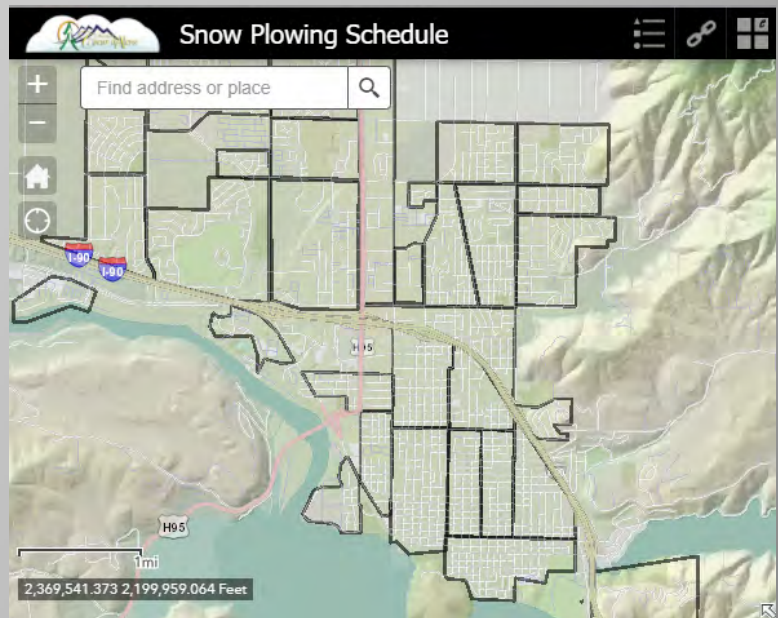 Snow Plowing Schedule
+
Find address or place
−
I-90
I-90
H95
H95
1mi
2,369,541.373 2,199,959.064 Feet